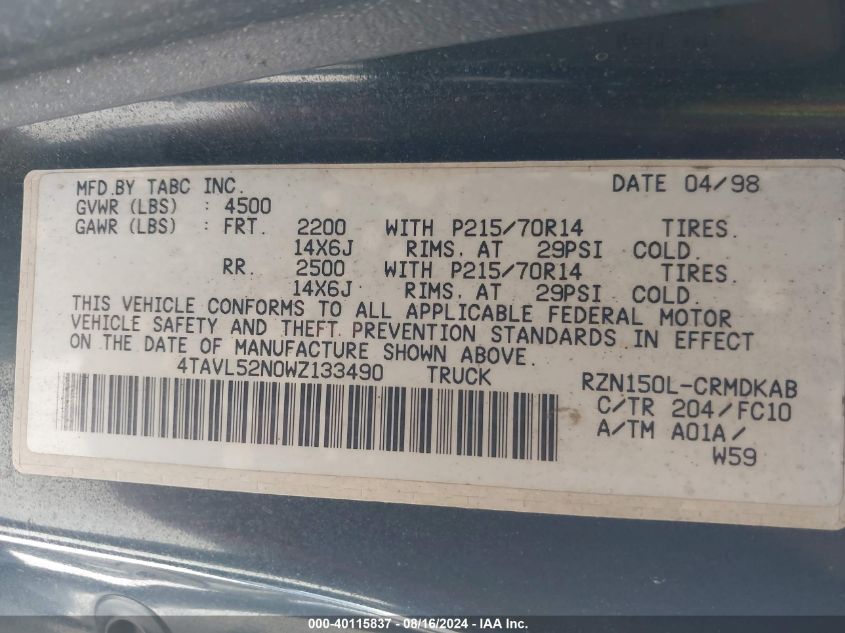 MFD.BY TABC INC. DATE 04/98
GVWR (LBS) : 4500
GAWR (LBS) : FRT. 2200 WITH P215/70R14 TIRES.
14X6J RIMS. AT 29PSI COLD.
RR. 2500 WITH P215/70R14 TIRES.
14X6J RIMS. AT 29PSI COLD.
THIS VEHICLE CONFORMS TO ALL APPLICABLE FEDERAL MOTOR
VEHICLE SAFETY AND THEFT PREVENTION STANDARDS IN EFFECT
ON THE DATE OF MANUFACTURE SHOWN ABOVE.
4TAVL52N0WZ133490 TRUCK RZN150L-CRMDKAB
C/TR 204/FC10
A/TM A01A/
W59
000-40115837 - 08/16/2024 - IAA Inc.